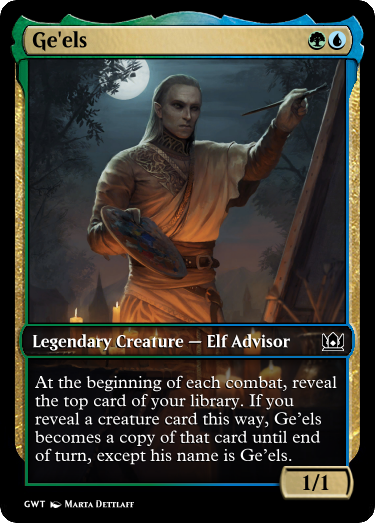 Ge'els
Legendary Creature — Elf Advisor
At the beginning of each combat, reveal
the top card of your library. If you
reveal a creature card this way, Ge'els
becomes a copy of that card until end
of turn, except his name is Ge'els.
1/1
GWT Marta Dettlaff